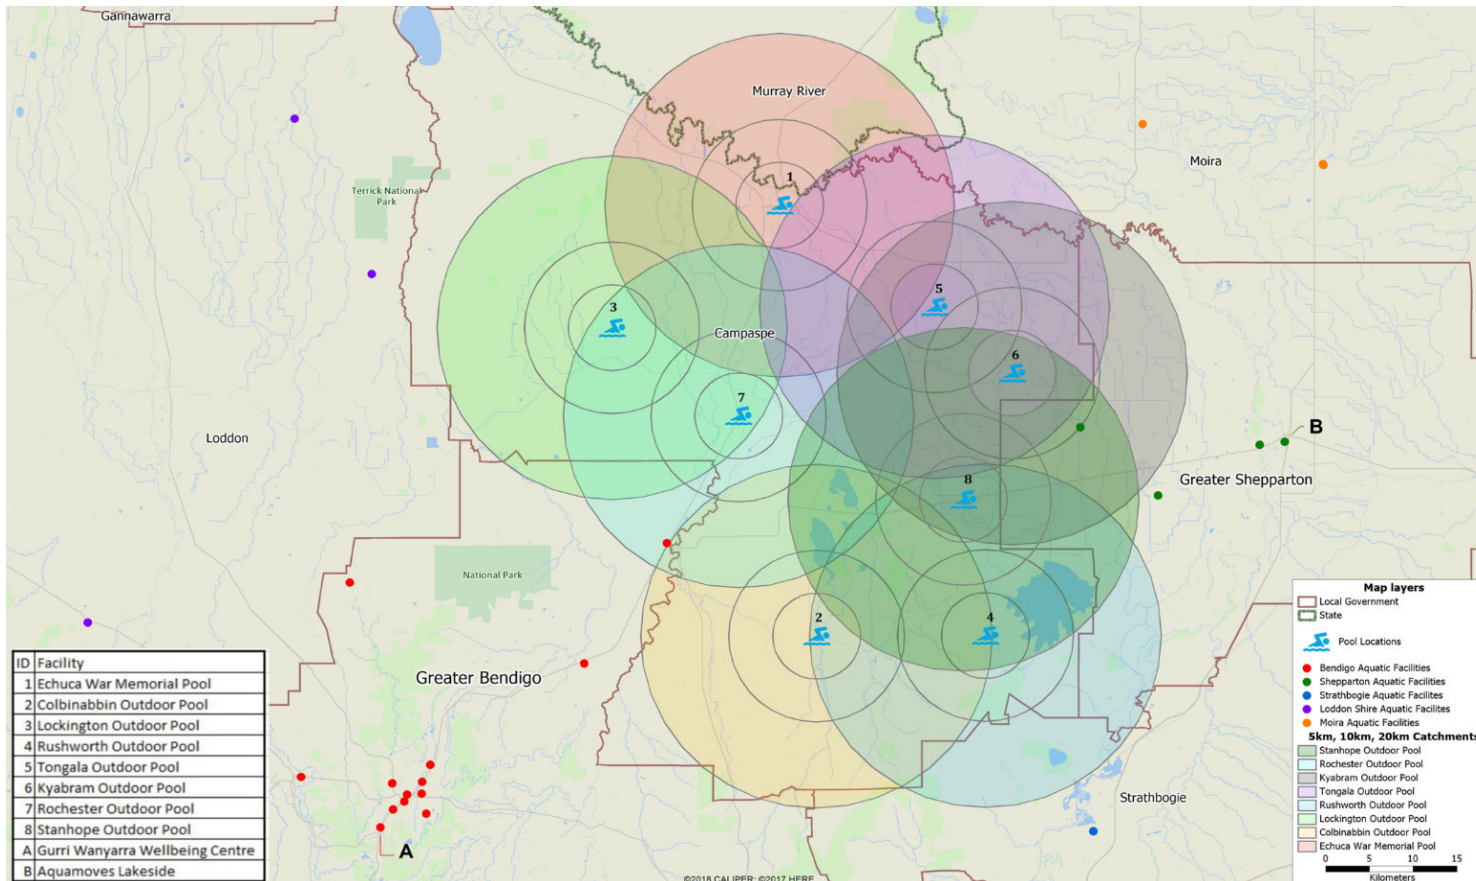 Gannawarra
Murray River
Moira
Terrick National
Park
1
3
5
Campaspe
6
7
Loddon
B
8
Greater Shepparton
National Park
2
4
Greater Bendigo
Strathbogie
A
ID Facility
1 Echuca War Memorial Pool
2 Colbinabbin Outdoor Pool
3 Lockington Outdoor Pool
4 Rushworth Outdoor Pool
5 Tongala Outdoor Pool
6 Kyabram Outdoor Pool
7 Rochester Outdoor Pool
8 Stanhope Outdoor Pool
A Gurri Wanyarra Wellbeing Centre
B Aquamoves Lakeside
Map layers
Local Government
State
Pool Locations
Bendigo Aquatic Facilities
Shepparton Aquatic Facilities
Strathbogie Aquatic Facilites
Loddon Shire Aquatic Facilites
Moira Aquatic Facilities
5km, 10km, 20km Catchments
Stanhope Outdoor Pool
Rochester Outdoor Pool
Kyabram Outdoor Pool
Tongala Outdoor Pool
Rushworth Outdoor Pool
Lockington Outdoor Pool
Colbinabbin Outdoor Pool
Echuca War Memorial Pool
0 5 10 15
Kilometers
©2018 CALIPER; ©2017 HERE